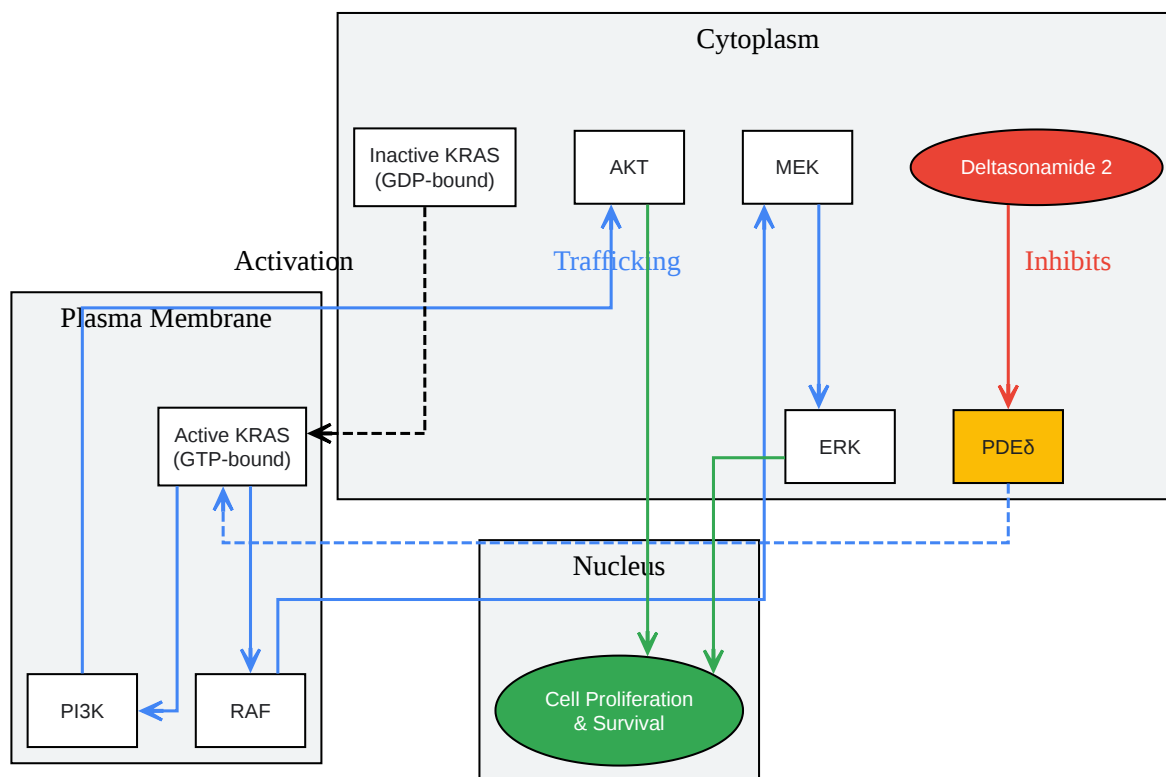 Cytoplasm
Inactive KRAS
(GDP-bound)
AKT
MEK
Deltasonamide 2
Activation
Trafficking
Inhibits
Plasma Membrane
Active KRAS
(GTP-bound)
ERK
PDEδ
Nucleus
PI3K
RAF
Cell Proliferation
& Survival